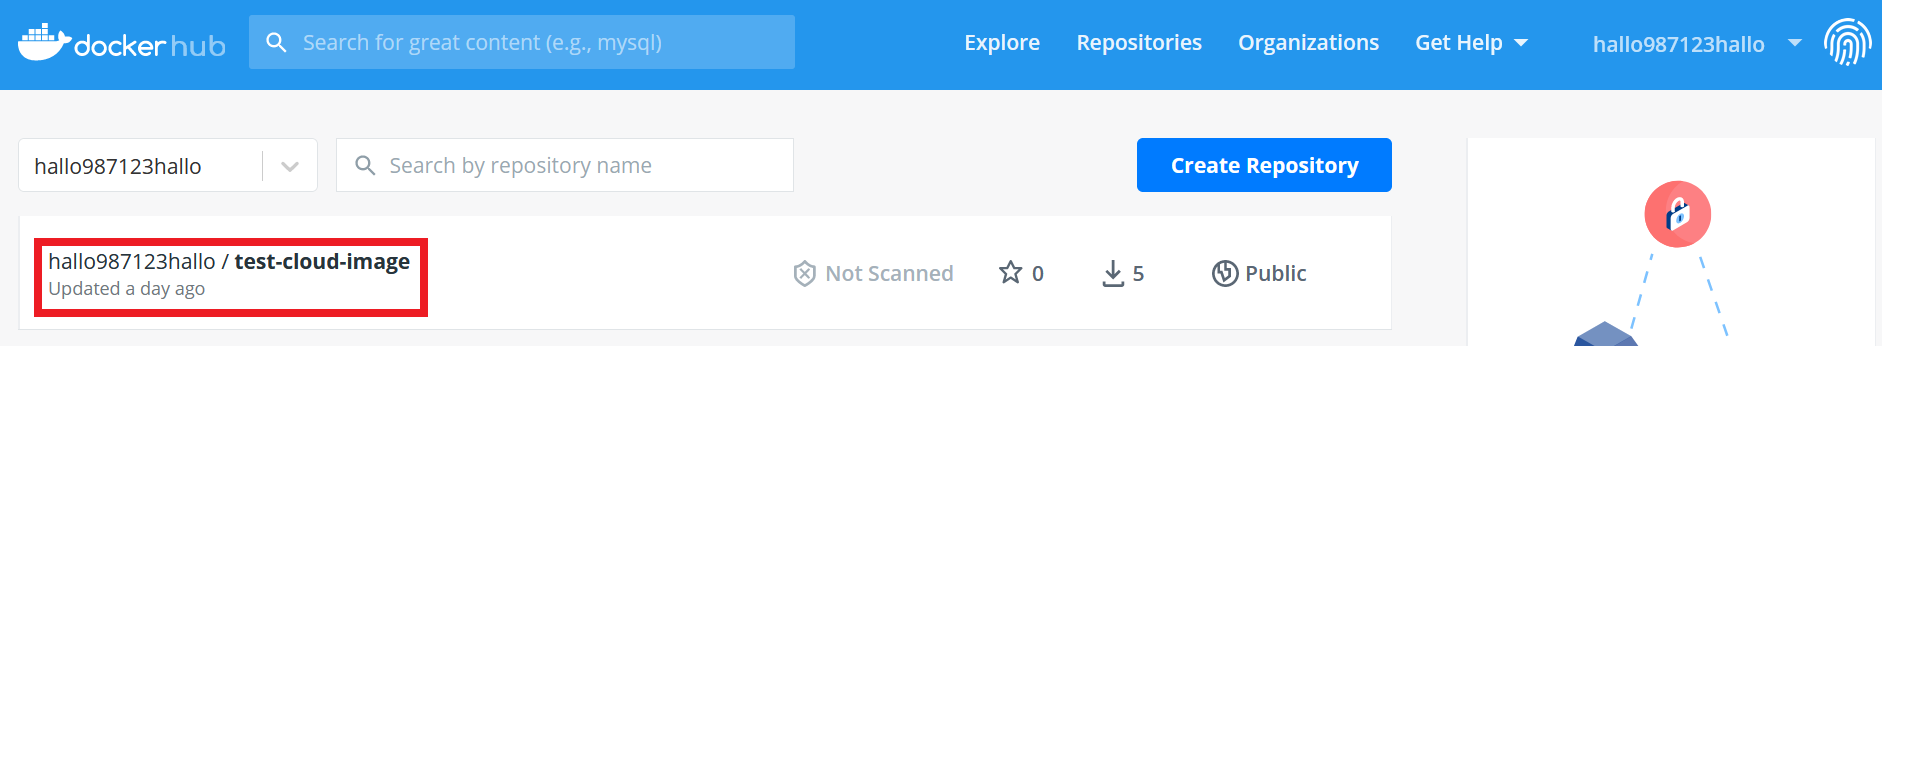 docker hub
Search for great content (e.g., mysql)
Explore
Repositories
Organizations
Get Help
hallo987123hallo
hallo987123hallo
Search by repository name
Create Repository
hallo987123hallo / test-cloud-image
Updated a day ago
Not Scanned
0
5
Public